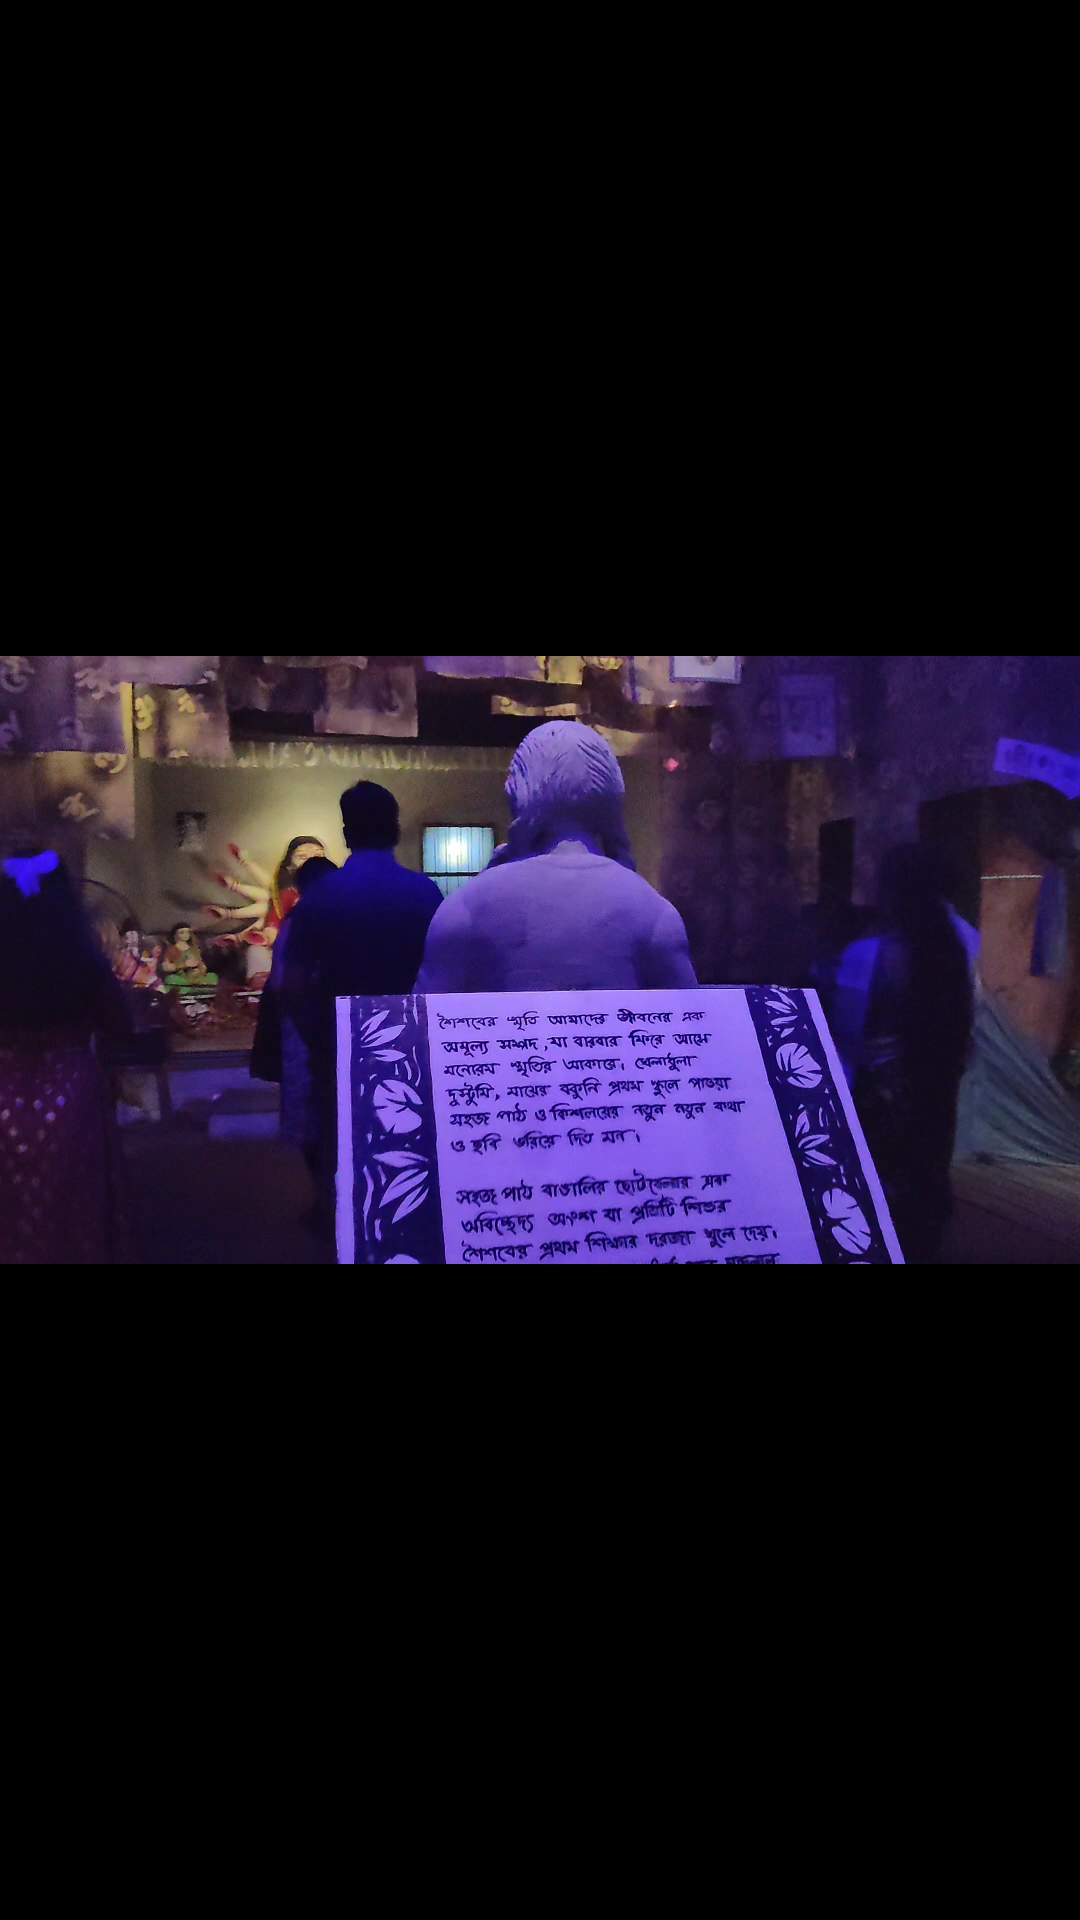 শৈশবের স্মৃতি আমাদের জীবনের এক
অমূল্য সম্পদ, যা বারবার ফিরে আসে
মনোরম স্মৃতির আকারে। খেলাধুলা
দুস্টুমি, মায়ের বকুনি প্রথম স্কুলে পাওয়া
সহজ পাঠ ও কিশলয়ের নতুন নতুন কথা
ও ছবি ভরিয়ে দিত মন।
সহজ পাঠ বাঙালির ছোটবেলার এক
অবিচ্ছেদ্য অংশ যা প্রতিটি শিশুর
শৈশবের প্রথম শিক্ষার দরজা খুলে দেয়।